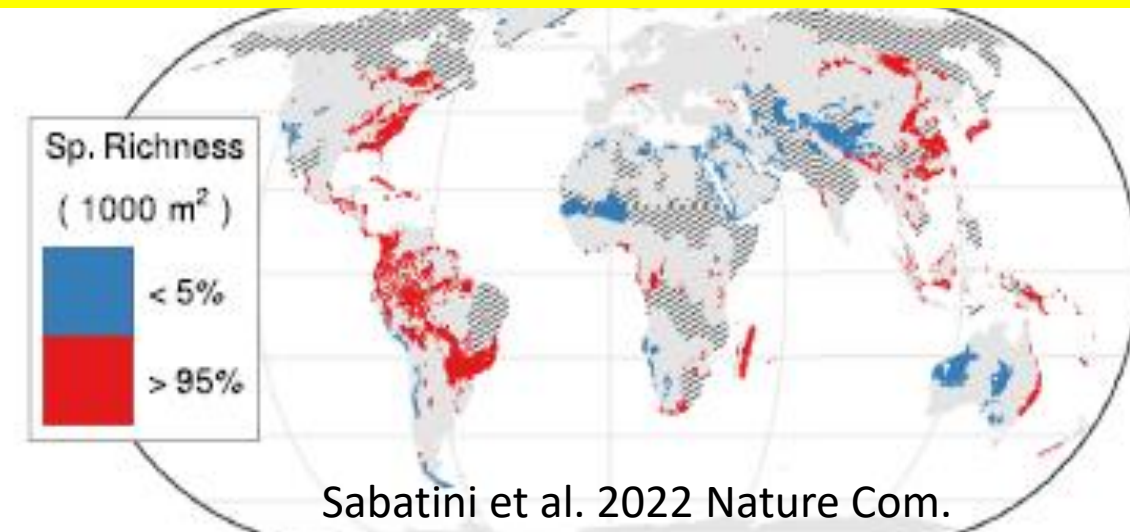 Sp. Richness
( 1000 m² )
< 5%
> 95%
Sabatini et al. 2022 Nature Com.